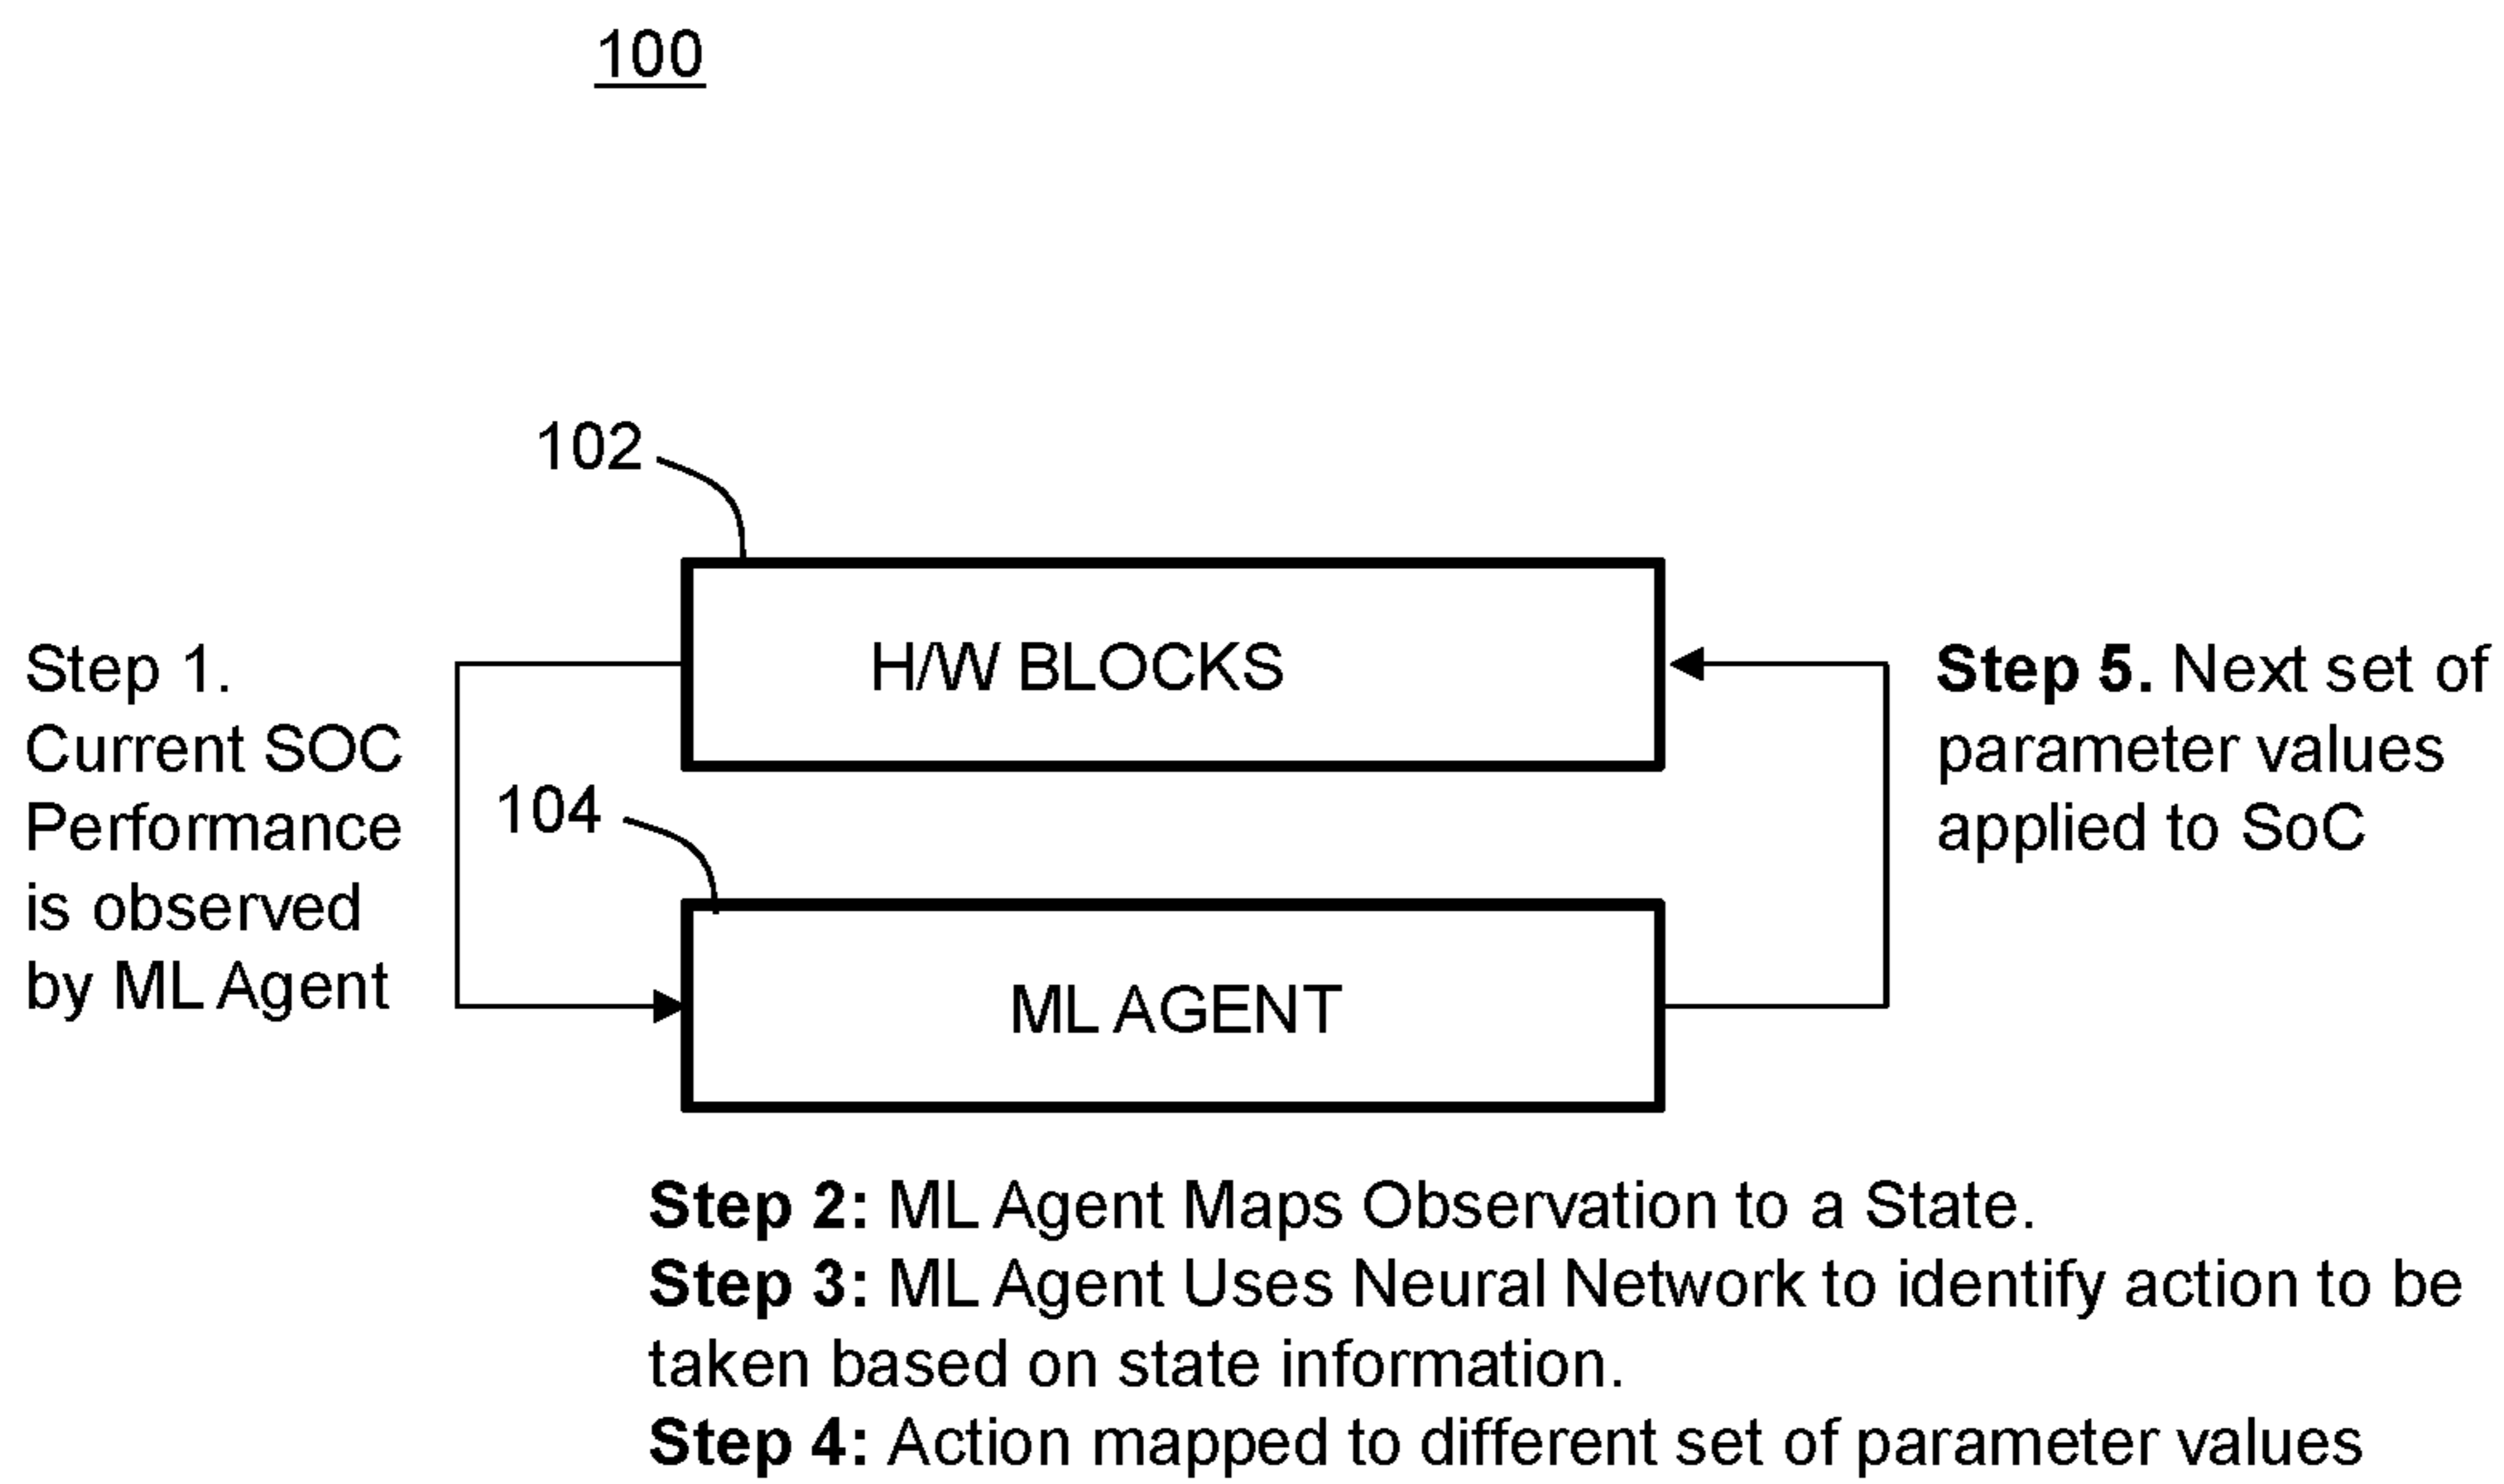 100
102
H/W BLOCKS
Step 1.
Current SOC
Performance
is observed
by ML Agent
104
ML AGENT
Step 5. Next set of
parameter values
applied to SoC
Step 2: ML Agent Maps Observation to a State.
Step 3: ML Agent Uses Neural Network to identify action to be
taken based on state information.
Step 4: Action mapped to different set of parameter values